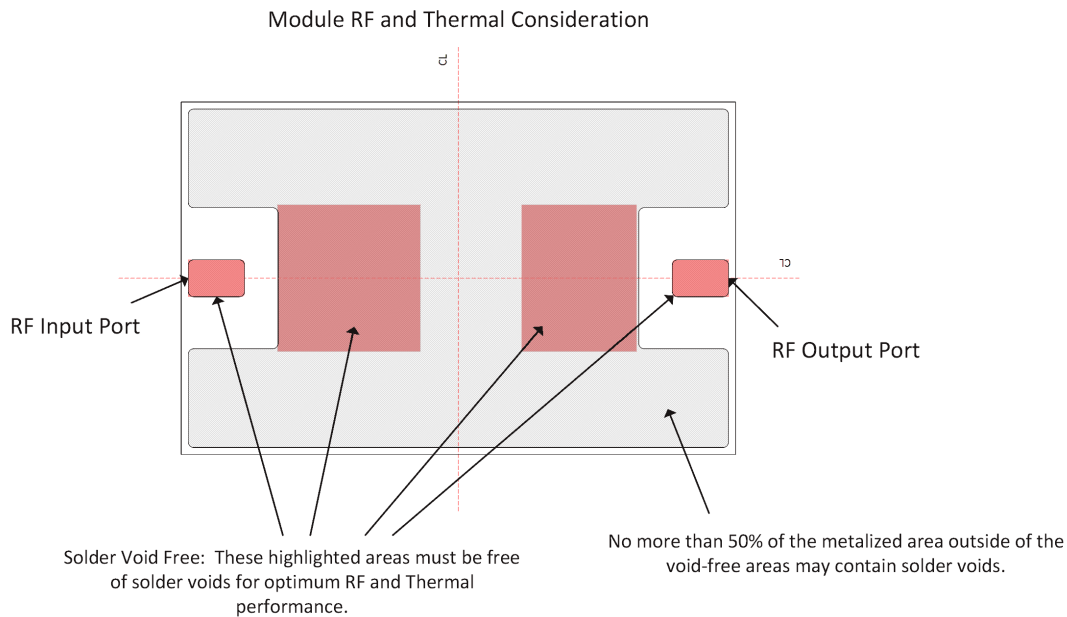 Module RF and Thermal Consideration
CL
CL
RF Input Port
RF Output Port
Solder Void Free:  These highlighted areas must be free
of solder voids for optimum RF and Thermal
performance.
No more than 50% of the metalized area outside of the
void-free areas may contain solder voids.